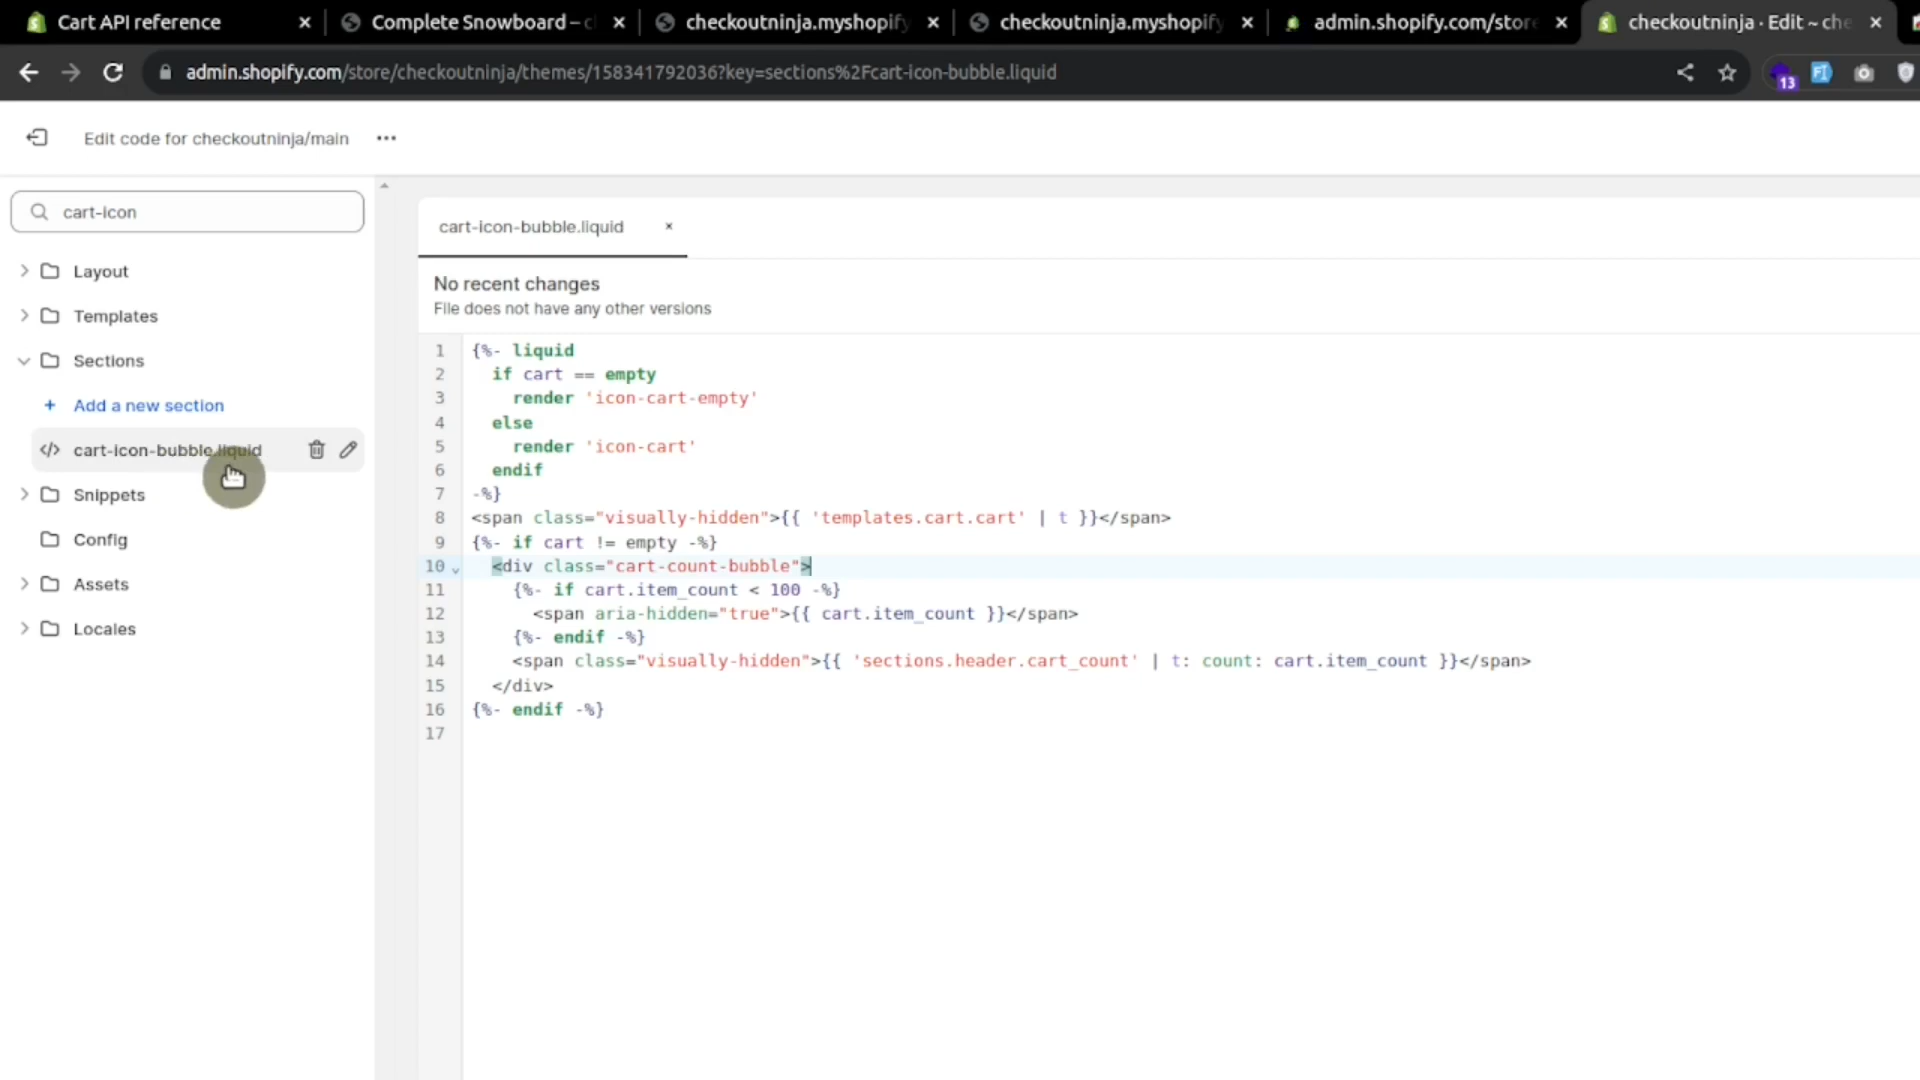 Cart API reference
Complete Snowboard – c
checkoutninja.myshopify
checkoutninja.myshopify
admin.shopify.com/store
checkoutninja · Edit ~ che
admin.shopify.com/store/checkoutninja/themes/158341792036?key=sections%2Fcart-icon-bubble.liquid
13
FI
Edit code for checkoutninja/main
cart-icon
Layout
Templates
Sections
+ Add a new section
</> cart-icon-bubble.liquid
Snippets
Config
Assets
Locales
cart-icon-bubble.liquid
No recent changes
File does not have any other versions
1 {%- liquid
2 if cart == empty
3 render 'icon-cart-empty'
4 else
5 render 'icon-cart'
6 endif
7 -%}
8 <span class="visually-hidden">{{ 'templates.cart.cart' | t }}</span>
9 {%- if cart != empty -%}
10 <div class="cart-count-bubble">
11 {%- if cart.item_count < 100 -%}
12 <span aria-hidden="true">{{ cart.item_count }}</span>
13 {%- endif -%}
14 <span class="visually-hidden">{{ 'sections.header.cart_count' | t: count: cart.item_count }}</span>
15 </div>
16 {%- endif -%}
17